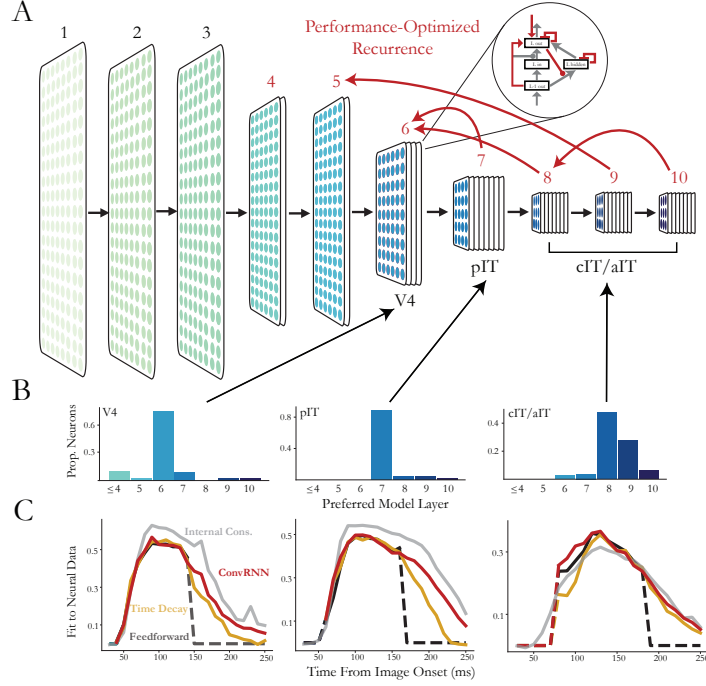 A
1
2
3
4
5
6
7
8
9
10
Performance-Optimized
Recurrence
L out
L in
L hidden
L-1 out
V4
pIT
cIT/aIT
B
Prop. Neurons
V4
0.6
0.2
≤4 5 6 7 8 9 10
pIT
0.8
0.4
≤4 5 6 7 8 9 10
cIT/aIT
0.4
0.2
≤4 5 6 7 8 9 10
Preferred Model Layer
C
Fit to Neural Data
0.5
0.3
0.1
Internal Cons.
ConvRNN
Time Decay
Feedforward
50 100 150 200 250
0.5
0.3
0.1
50 100 150 200 250
0.3
0.1
50 100 150 200 250
Time From Image Onset (ms)